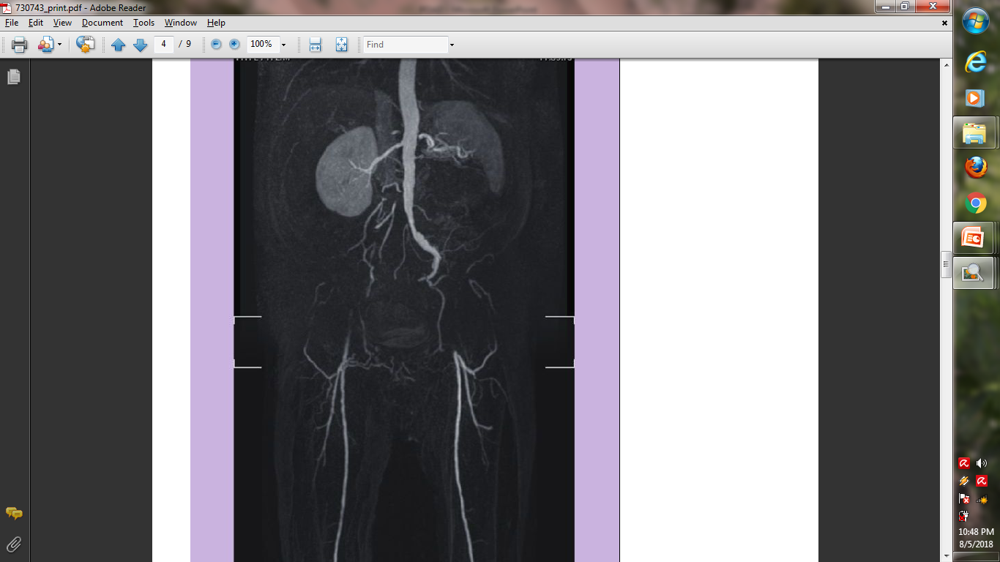 730743_print.pdf - Adobe Reader
File Edit View Document Tools Window Help
4 / 9 100% Find
10:48 PM
8/5/2018